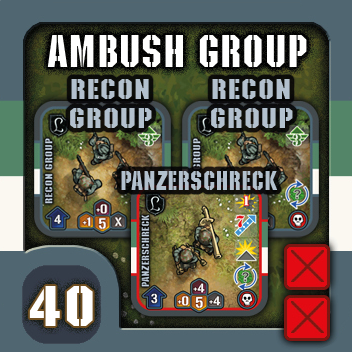 AMBUSH GROUP
RECON GROUP
RECON GROUP
RECON GROUP
L
4
+0
+1 5 X
PANZERSCHRECK
PANZERSCHRECK
L
7
3
+4
+0 5 +4
40